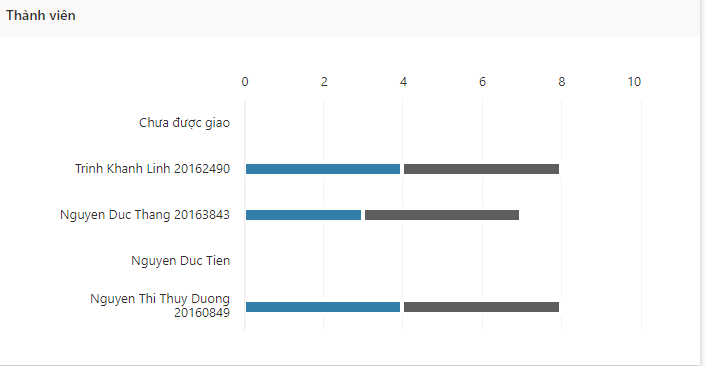 Thành viên
0 2 4 6 8 10
Chưa được giao
Trinh Khanh Linh 20162490
Nguyen Duc Thang 20163843
Nguyen Duc Tien
Nguyen Thi Thuy Duong
20160849